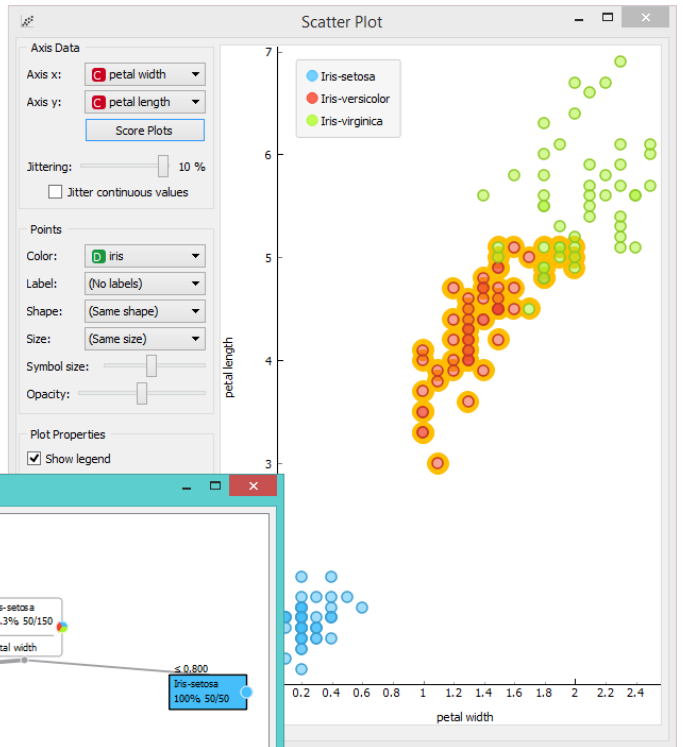 Scatter Plot
Axis Data
Axis x: C petal width
Axis y: C petal length
Score Plots
Jittering: 10 %
Jitter continuous values
Points
Color: D iris
Label: (No labels)
Shape: (Same shape)
Size: (Same size)
Symbol size:
Opacity:
Plot Properties
Show legend
Iris-setosa
Iris-versicolor
Iris-virginica
7
6
5
4
3
petal length
0.2 0.4 0.6 0.8 1 1.2 1.4 1.6 1.8 2 2.2 2.4
petal width
s-setosa
.3% 50/150
tal width
≤ 0.800
Iris-setosa
100% 50/50